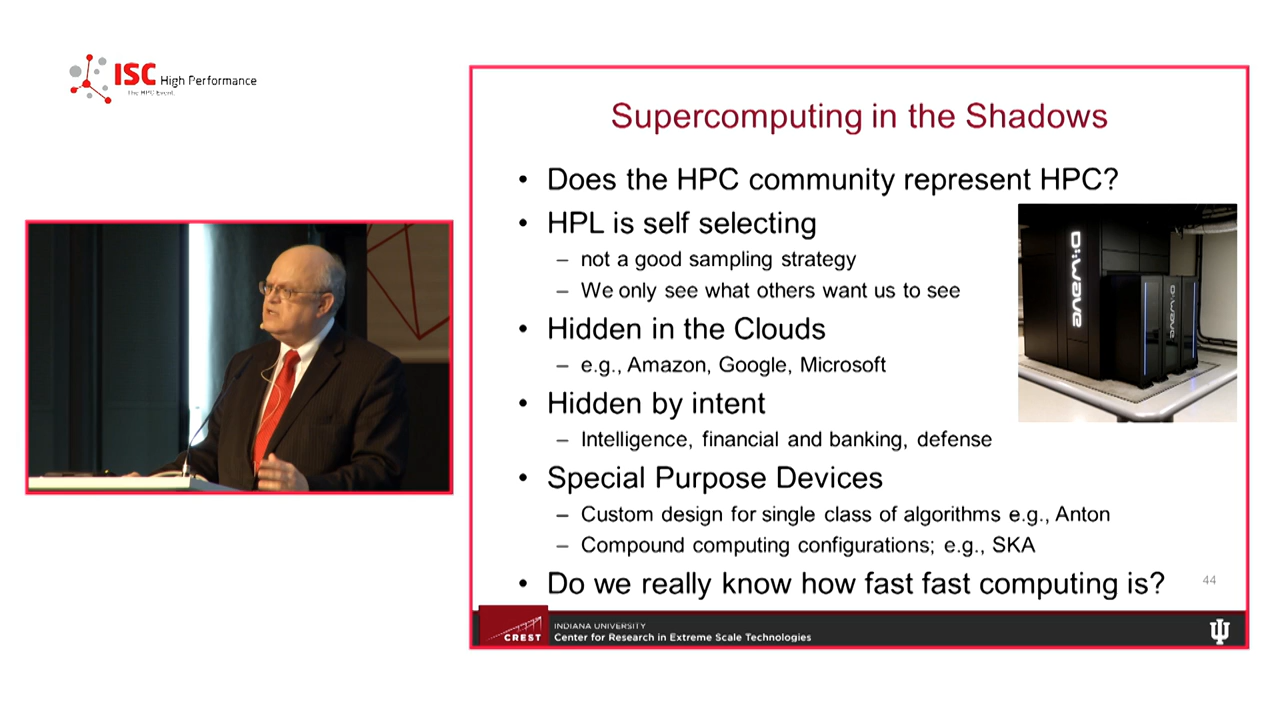 ISC High Performance
The HPC Event.
Supercomputing in the Shadows
• Does the HPC community represent HPC?
• HPL is self selecting
– not a good sampling strategy
– We only see what others want us to see
• Hidden in the Clouds
– e.g., Amazon, Google, Microsoft
• Hidden by intent
– Intelligence, financial and banking, defense
• Special Purpose Devices
– Custom design for single class of algorithms e.g., Anton
– Compound computing configurations; e.g., SKA
• Do we really know how fast fast computing is?
44
D:WAVE
D:WAVE
CREST
INDIANA UNIVERSITY
Center for Research in Extreme Scale Technologies